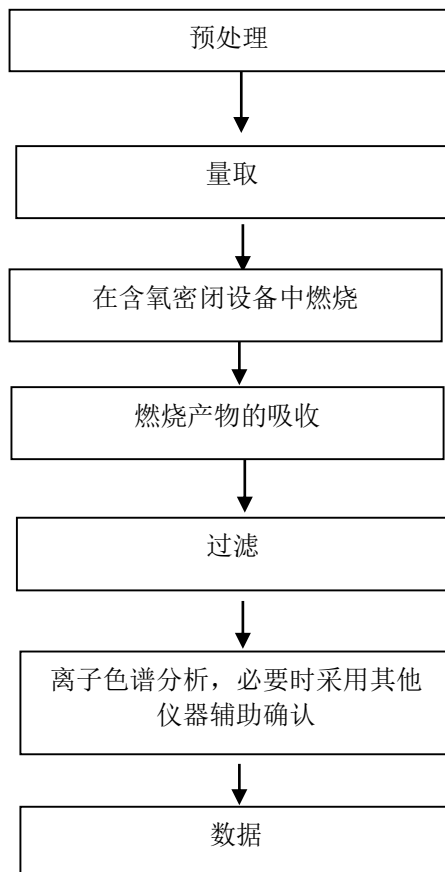 预处理
量取
在含氧密闭设备中燃烧
燃烧产物的吸收
过滤
离子色谱分析，必要时采用其他
仪器辅助确认
数据